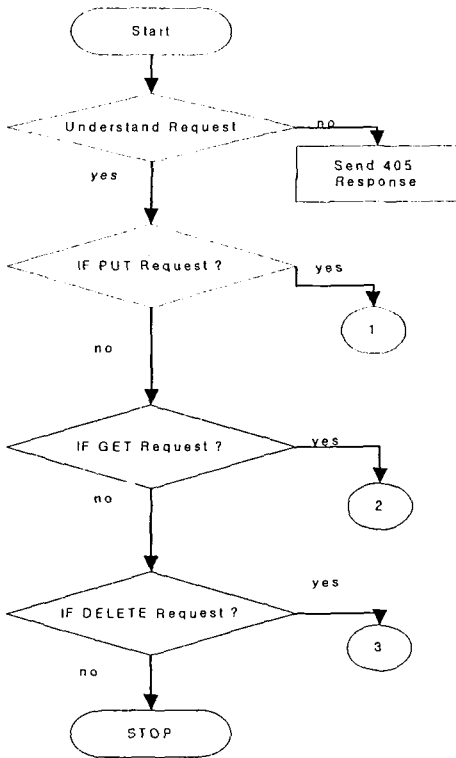 Start
Understand Request
no
Send 405
Response
yes
IF PUT Request ?
yes
1
no
IF GET Request ?
yes
2
no
IF DELETE Request ?
yes
3
no
STOP